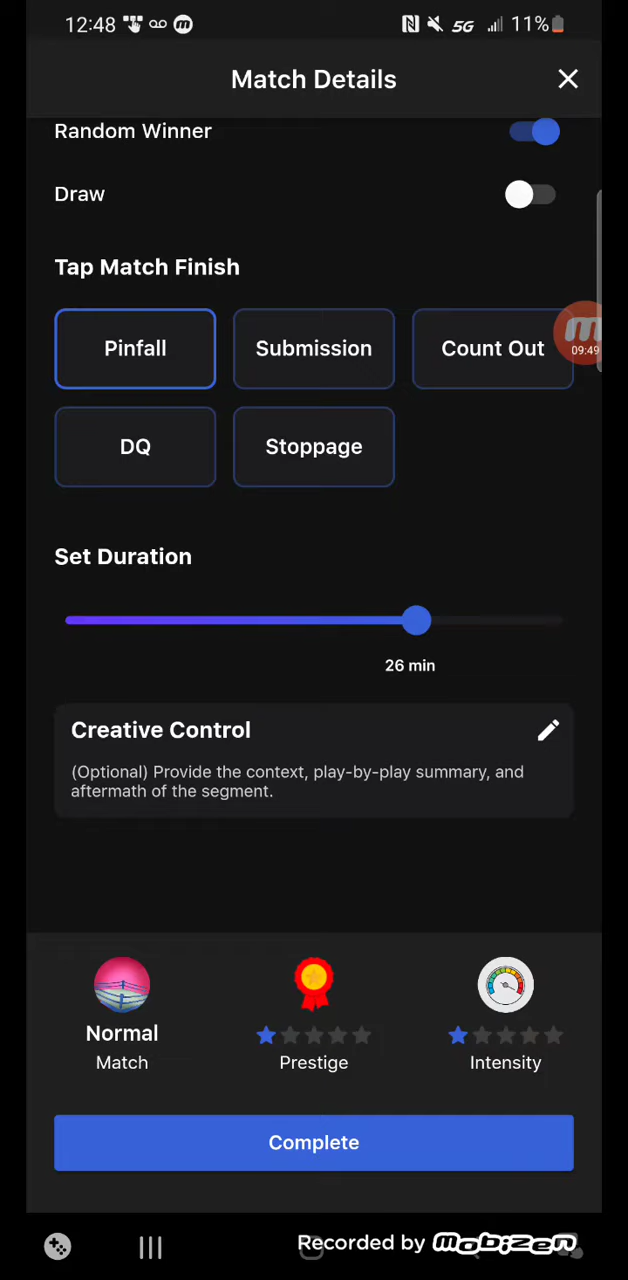 12:48 5G 11%
Match Details
Random Winner
Draw
Tap Match Finish
Pinfall Submission Count Out
09:49
DQ Stoppage
Set Duration
26 min
Creative Control
(Optional) Provide the context, play-by-play summary, and
aftermath of the segment.
Normal
Match Prestige Intensity
Complete
Recorded by mobizen